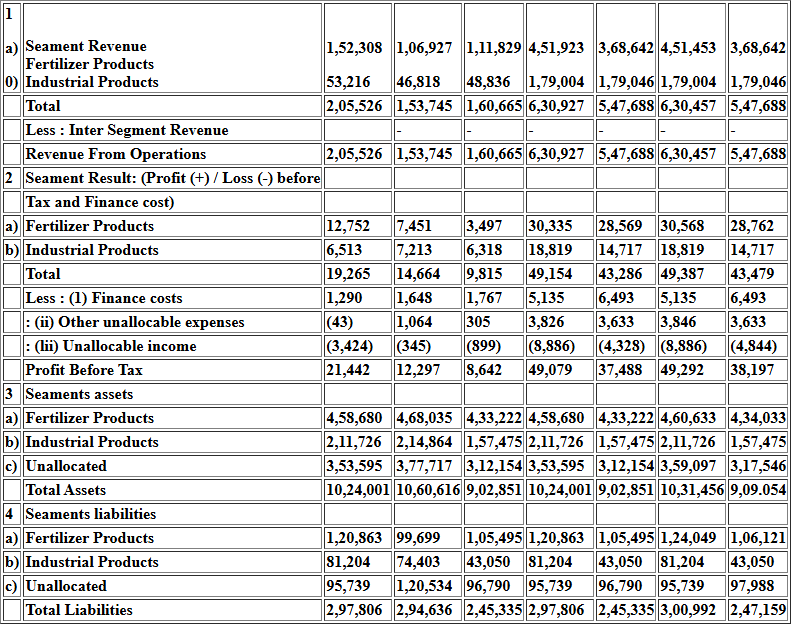 1
a) Seament Revenue 1,52,308 1,06,927 1,11,829 4,51,923 3,68,642 4,51,453 3,68,642
Fertilizer Products
0) Industrial Products 53,216 46,818 48,836 1,79,004 1,79,046 1,79,004 1,79,046
Total 2,05,526 1,53,745 1,60,665 6,30,927 5,47,688 6,30,457 5,47,688
Less : Inter Segment Revenue - - - - - -
Revenue From Operations 2,05,526 1,53,745 1,60,665 6,30,927 5,47,688 6,30,457 5,47,688
2 Seament Result: (Profit (+) / Loss (-) before
Tax and Finance cost)
a) Fertilizer Products 12,752 7,451 3,497 30,335 28,569 30,568 28,762
b) Industrial Products 6,513 7,213 6,318 18,819 14,717 18,819 14,717
Total 19,265 14,664 9,815 49,154 43,286 49,387 43,479
Less : (1) Finance costs 1,290 1,648 1,767 5,135 6,493 5,135 6,493
: (ii) Other unallocable expenses (43) 1,064 305 3,826 3,633 3,846 3,633
: (lii) Unallocable income (3,424) (345) (899) (8,886) (4,328) (8,886) (4,844)
Profit Before Tax 21,442 12,297 8,642 49,079 37,488 49,292 38,197
3 Seaments assets
a) Fertilizer Products 4,58,680 4,68,035 4,33,222 4,58,680 4,33,222 4,60,633 4,34,033
b) Industrial Products 2,11,726 2,14,864 1,57,475 2,11,726 1,57,475 2,11,726 1,57,475
c) Unallocated 3,53,595 3,77,717 3,12,154 3,53,595 3,12,154 3,59,097 3,17,546
Total Assets 10,24,001 10,60,616 9,02,851 10,24,001 9,02,851 10,31,456 9,09.054
4 Seaments liabilities
a) Fertilizer Products 1,20,863 99,699 1,05,495 1,20,863 1,05,495 1,24,049 1,06,121
b) Industrial Products 81,204 74,403 43,050 81,204 43,050 81,204 43,050
c) Unallocated 95,739 1,20,534 96,790 95,739 96,790 95,739 97,988
Total Liabilities 2,97,806 2,94,636 2,45,335 2,97,806 2,45,335 3,00,992 2,47,159